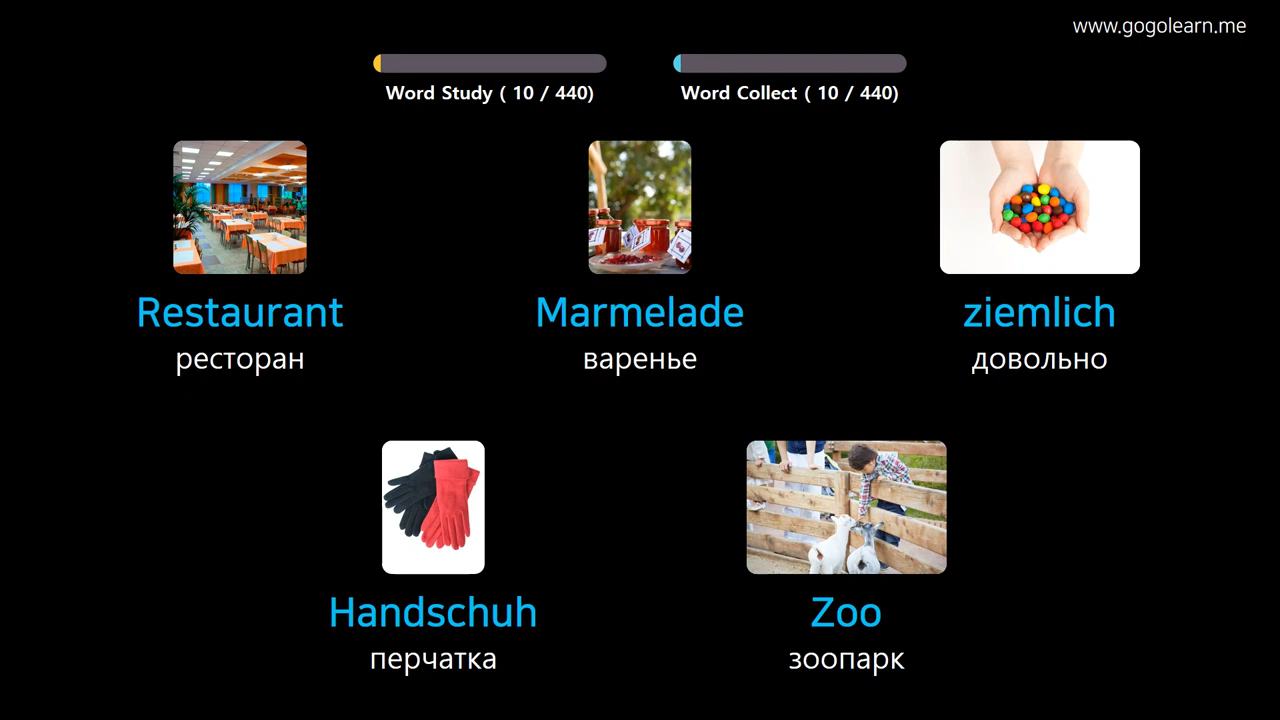 www.gogolearn.me
Word Study ( 10 / 440)
Word Collect ( 10 / 440)
Restaurant
ресторан
Marmelade
варенье
ziemlich
довольно
Handschuh
перчатка
Zoo
зоопарк